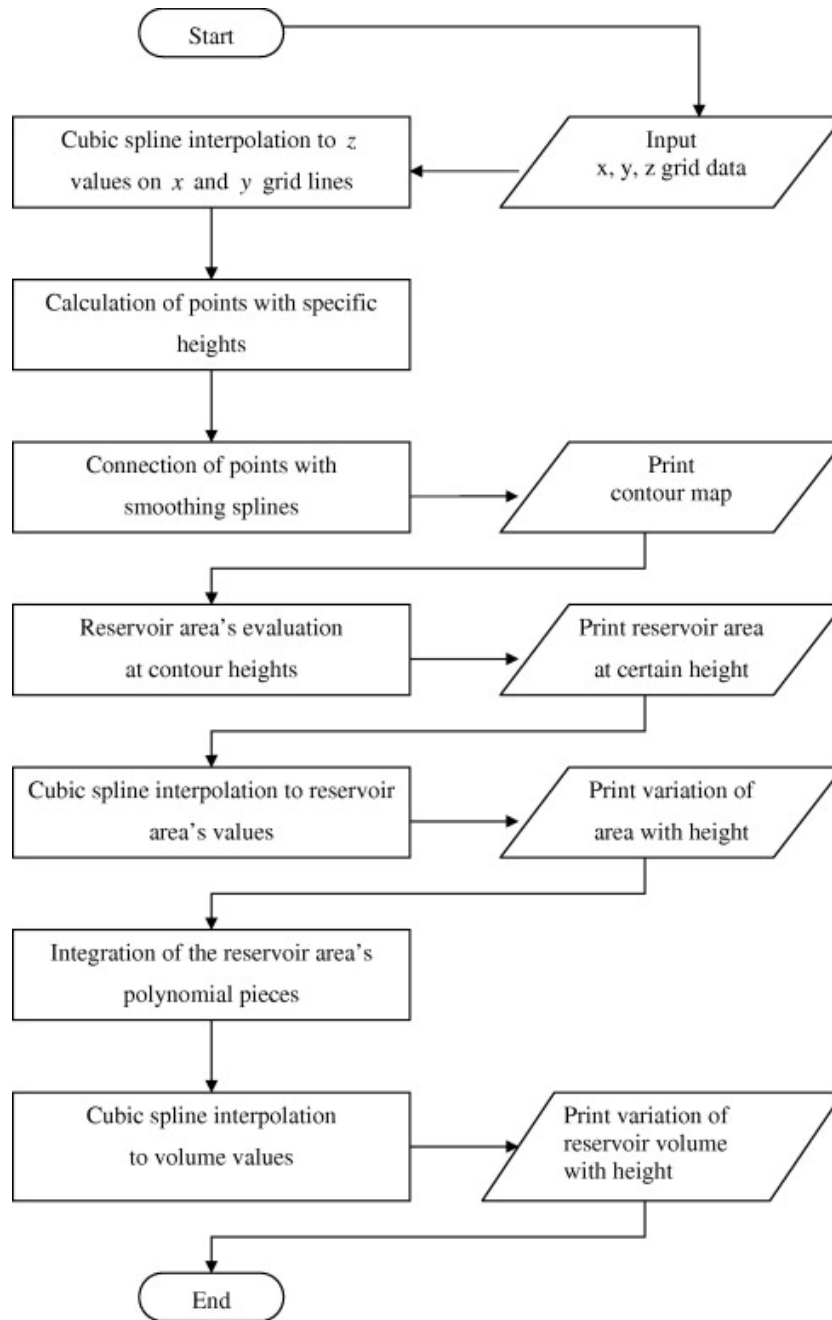 Start
Input
x, y, z grid data
Cubic spline interpolation to z
values on x and y grid lines
Calculation of points with specific
heights
Connection of points with
smoothing splines
Print
contour map
Reservoir area's evaluation
at contour heights
Print reservoir area
at certain height
Cubic spline interpolation to reservoir
area's values
Print variation of
area with height
Integration of the reservoir area's
polynomial pieces
Cubic spline interpolation
to volume values
Print variation of
reservoir volume
with height
End